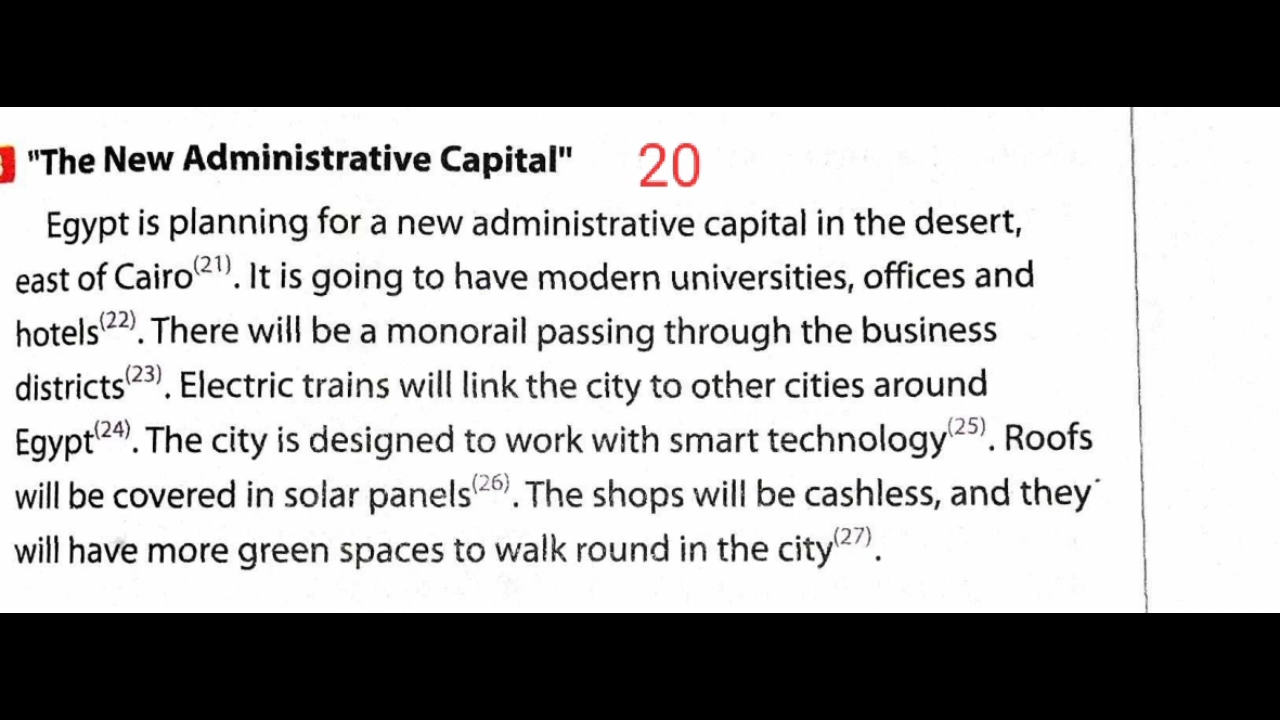 "The New Administrative Capital" 20
Egypt is planning for a new administrative capital in the desert,
east of Cairo(21). It is going to have modern universities, offices and
hotels(22). There will be a monorail passing through the business
districts(23). Electric trains will link the city to other cities around
Egypt(24). The city is designed to work with smart technology(25). Roofs
will be covered in solar panels(26). The shops will be cashless, and they
will have more green spaces to walk round in the city(27).